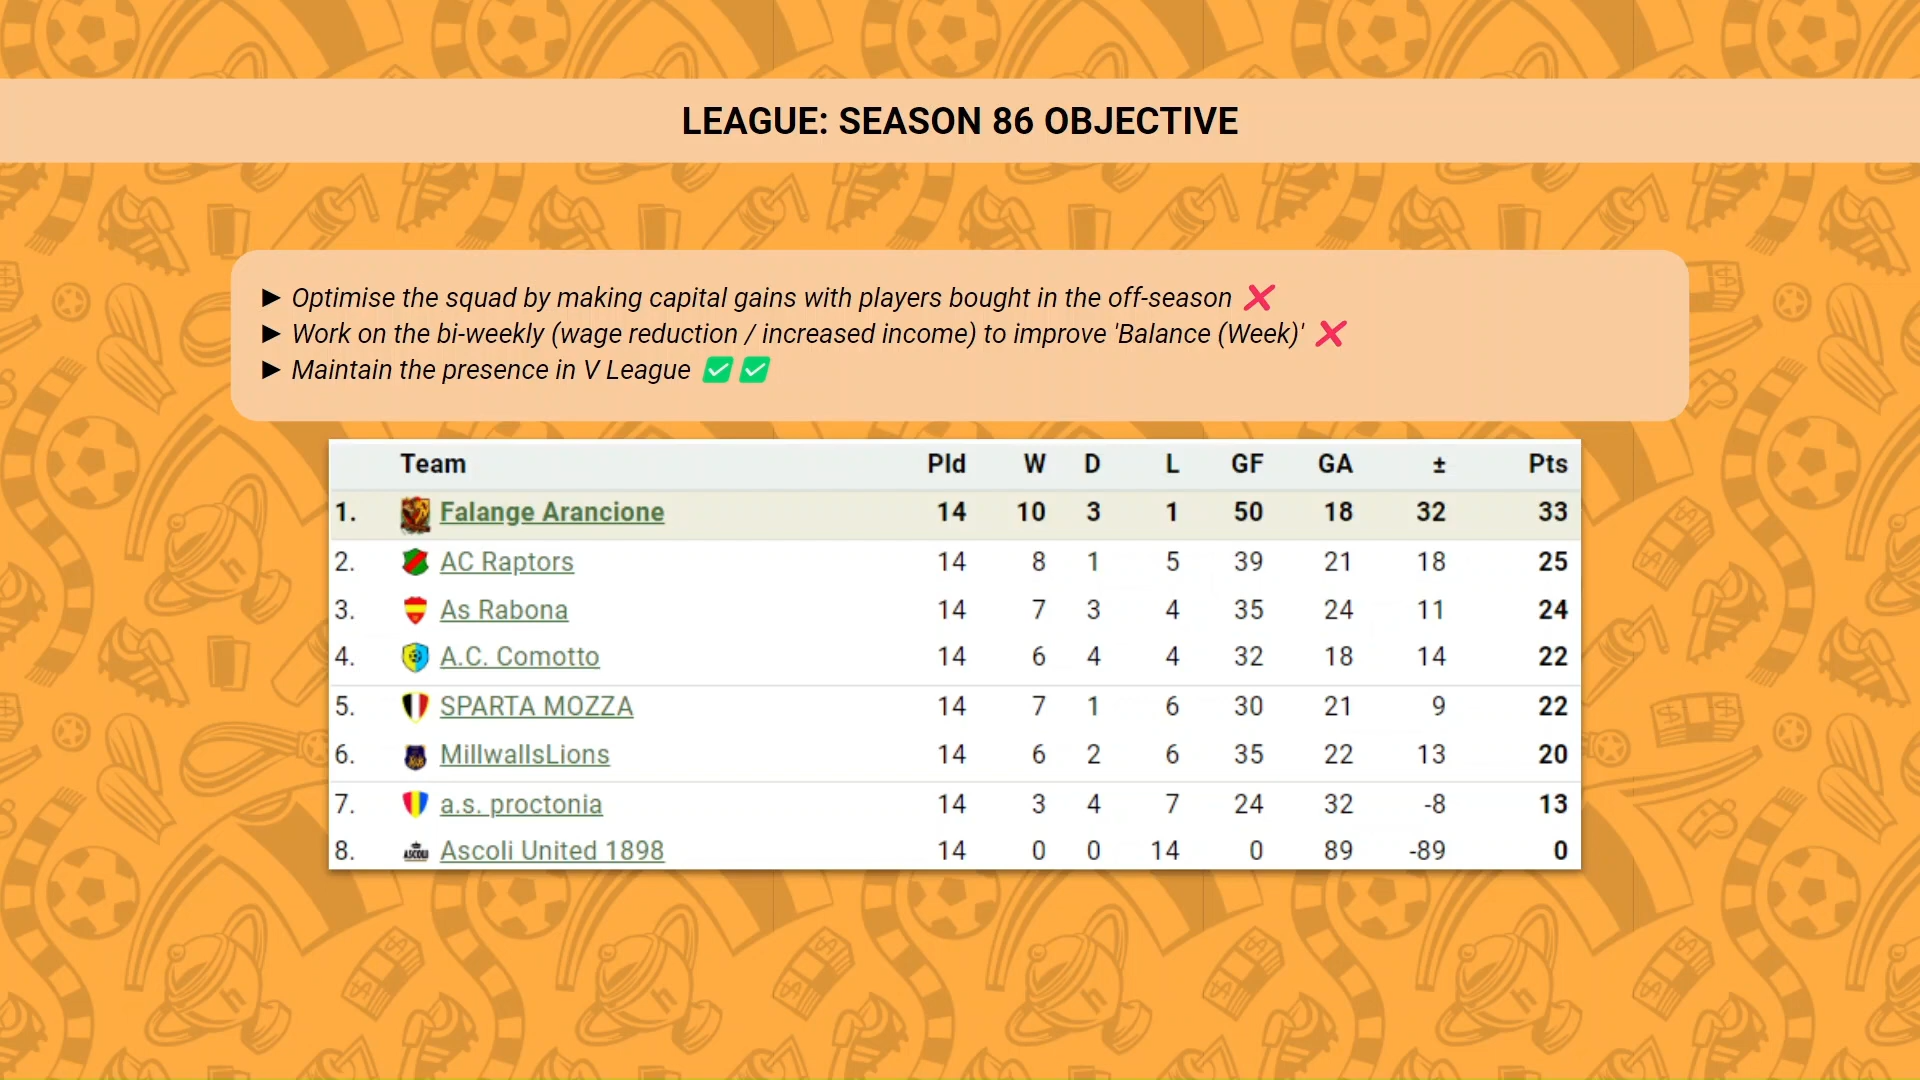 LEAGUE: SEASON 86 OBJECTIVE
► Optimise the squad by making capital gains with players bought in the off-season ❌
► Work on the bi-weekly (wage reduction / increased income) to improve 'Balance (Week)' ❌
► Maintain the presence in V League ✅ ✅
Team Pld W D L GF GA ± Pts
1. Falange Arancione 14 10 3 1 50 18 32 33
2. AC Raptors 14 8 1 5 39 21 18 25
3. As Rabona 14 7 3 4 35 24 11 24
4. A.C. Comotto 14 6 4 4 32 18 14 22
5. SPARTA MOZZA 14 7 1 6 30 21 9 22
6. MillwallsLions 14 6 2 6 35 22 13 20
7. a.s. proctonia 14 3 4 7 24 32 -8 13
8. ASCOLI Ascoli United 1898 14 0 0 14 0 89 -89 0